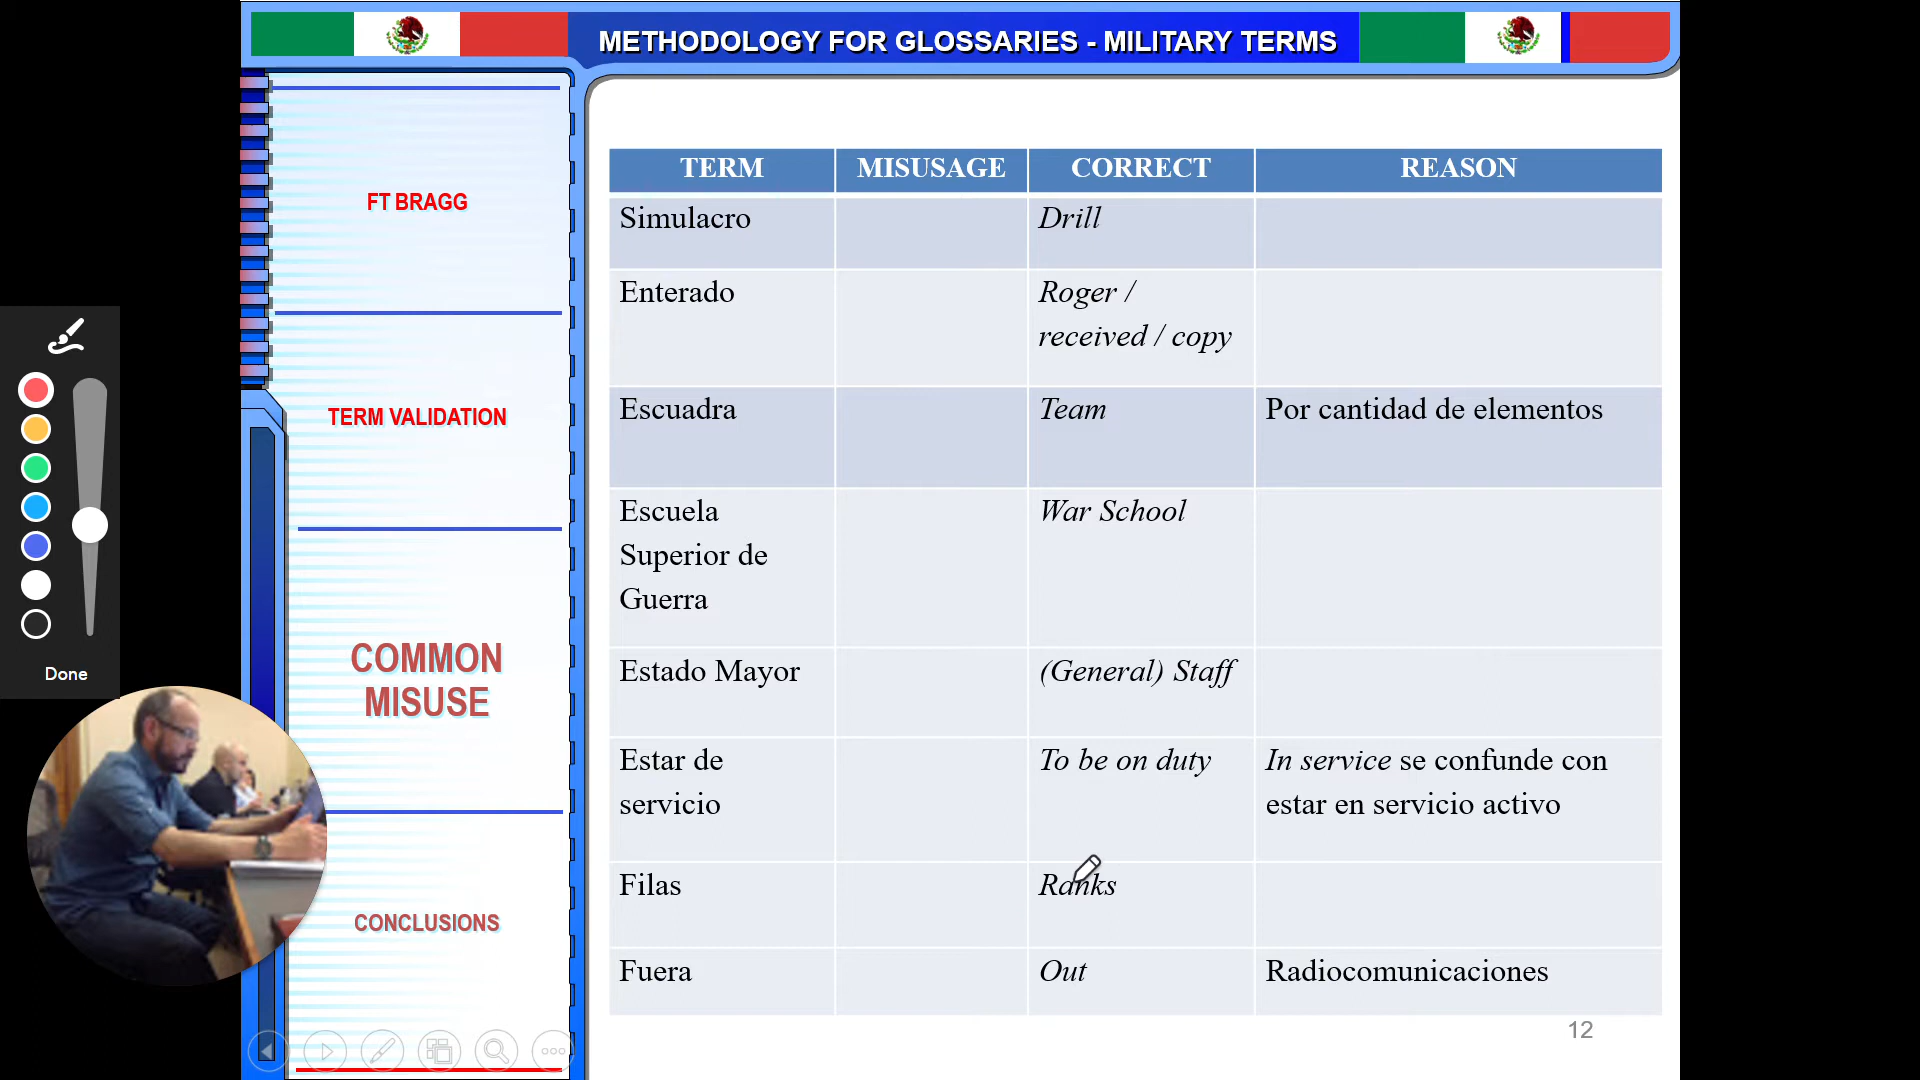 METHODOLOGY FOR GLOSSARIES - MILITARY TERMS
FT BRAGG
TERM VALIDATION
COMMON
MISUSE
CONCLUSIONS
Done
TERM MISUSAGE CORRECT REASON
Simulacro Drill
Enterado Roger /
received / copy
Escuadra Team Por cantidad de elementos
Escuela War School
Superior de
Guerra
Estado Mayor (General) Staff
Estar de To be on duty In service se confunde con
servicio estar en servicio activo
Filas Ranks
Fuera Out Radiocomunicaciones
12